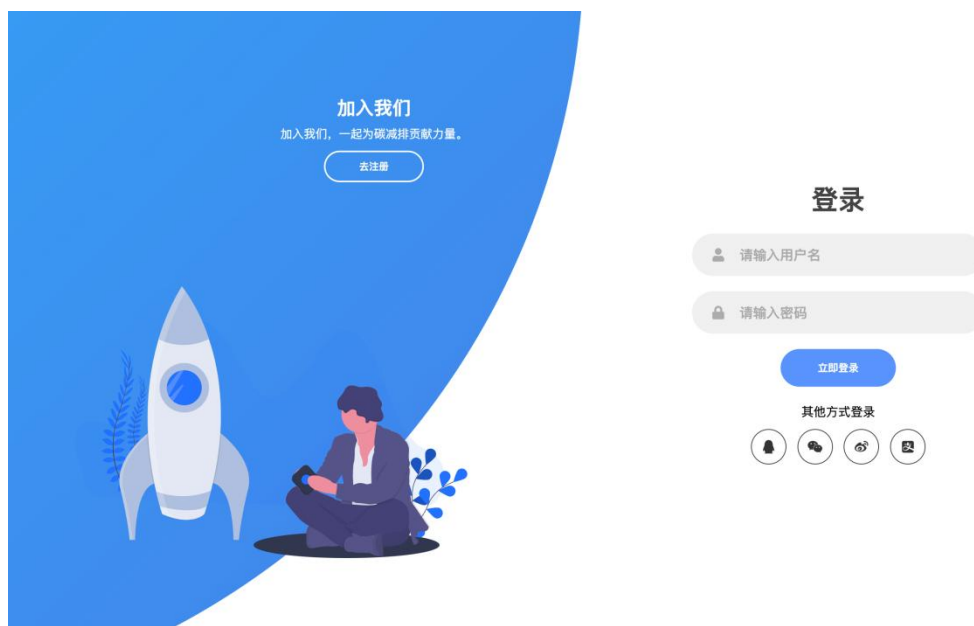 加入我们
加入我们，一起为碳减排贡献力量。
去注册
登录
请输入用户名
请输入密码
立即登录
其他方式登录
支